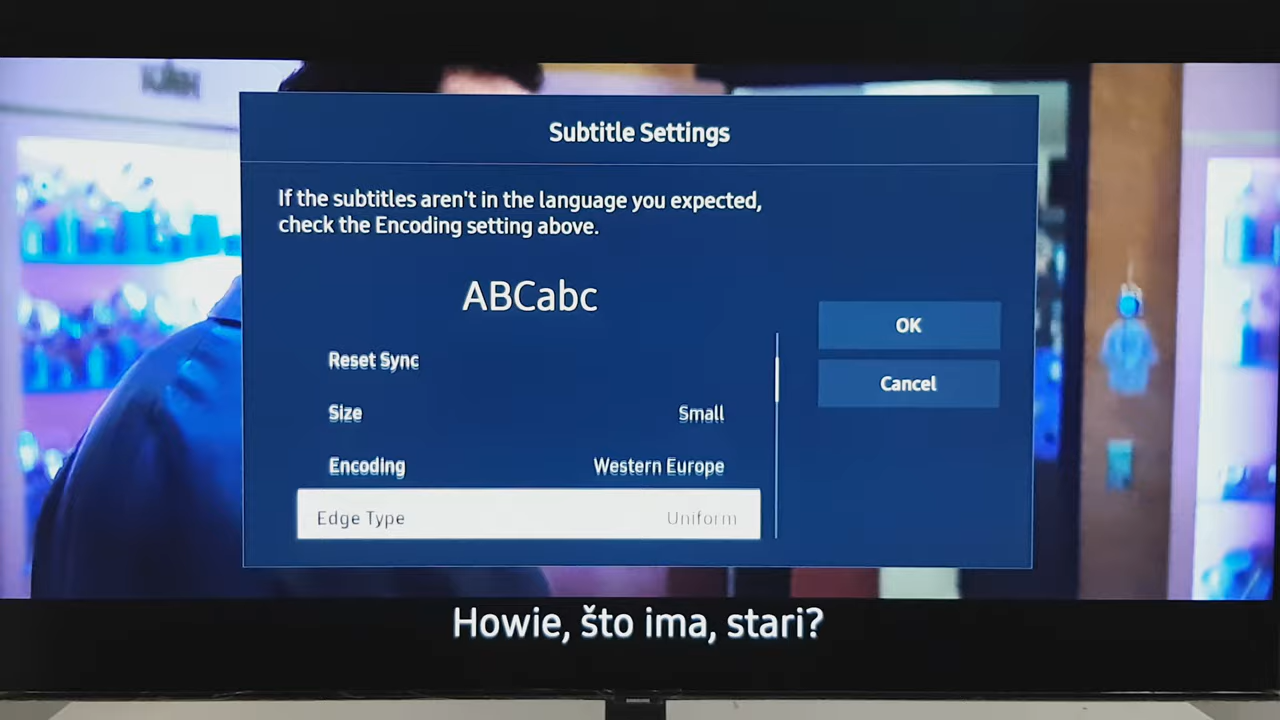 Subtitle Settings
If the subtitles aren't in the language you expected,
check the Encoding setting above.
ABCabc
OK
Reset Sync
Cancel
Size Small
Encoding Western Europe
Edge Type Uniform
Howie, što ima, stari?